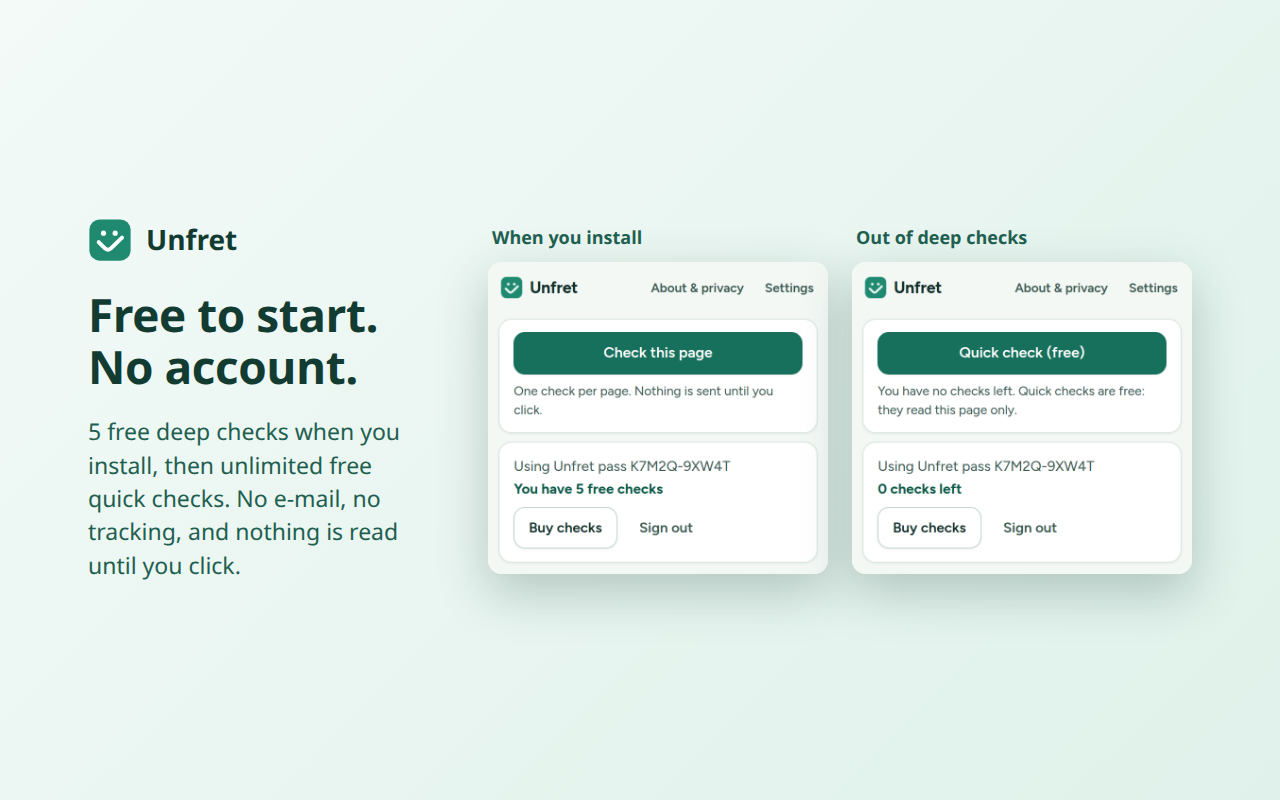 Unfret
Free to start.
No account.
5 free deep checks when you
install, then unlimited free
quick checks. No e-mail, no
tracking, and nothing is read
until you click.
When you install
Unfret
About & privacy
Settings
Check this page
One check per page. Nothing is sent until you
click.
Using Unfret pass K7M2Q-9XW4T
You have 5 free checks
Buy checks
Sign out
Out of deep checks
Unfret
About & privacy
Settings
Quick check (free)
You have no checks left. Quick checks are free:
they read this page only.
Using Unfret pass K7M2Q-9XW4T
0 checks left
Buy checks
Sign out